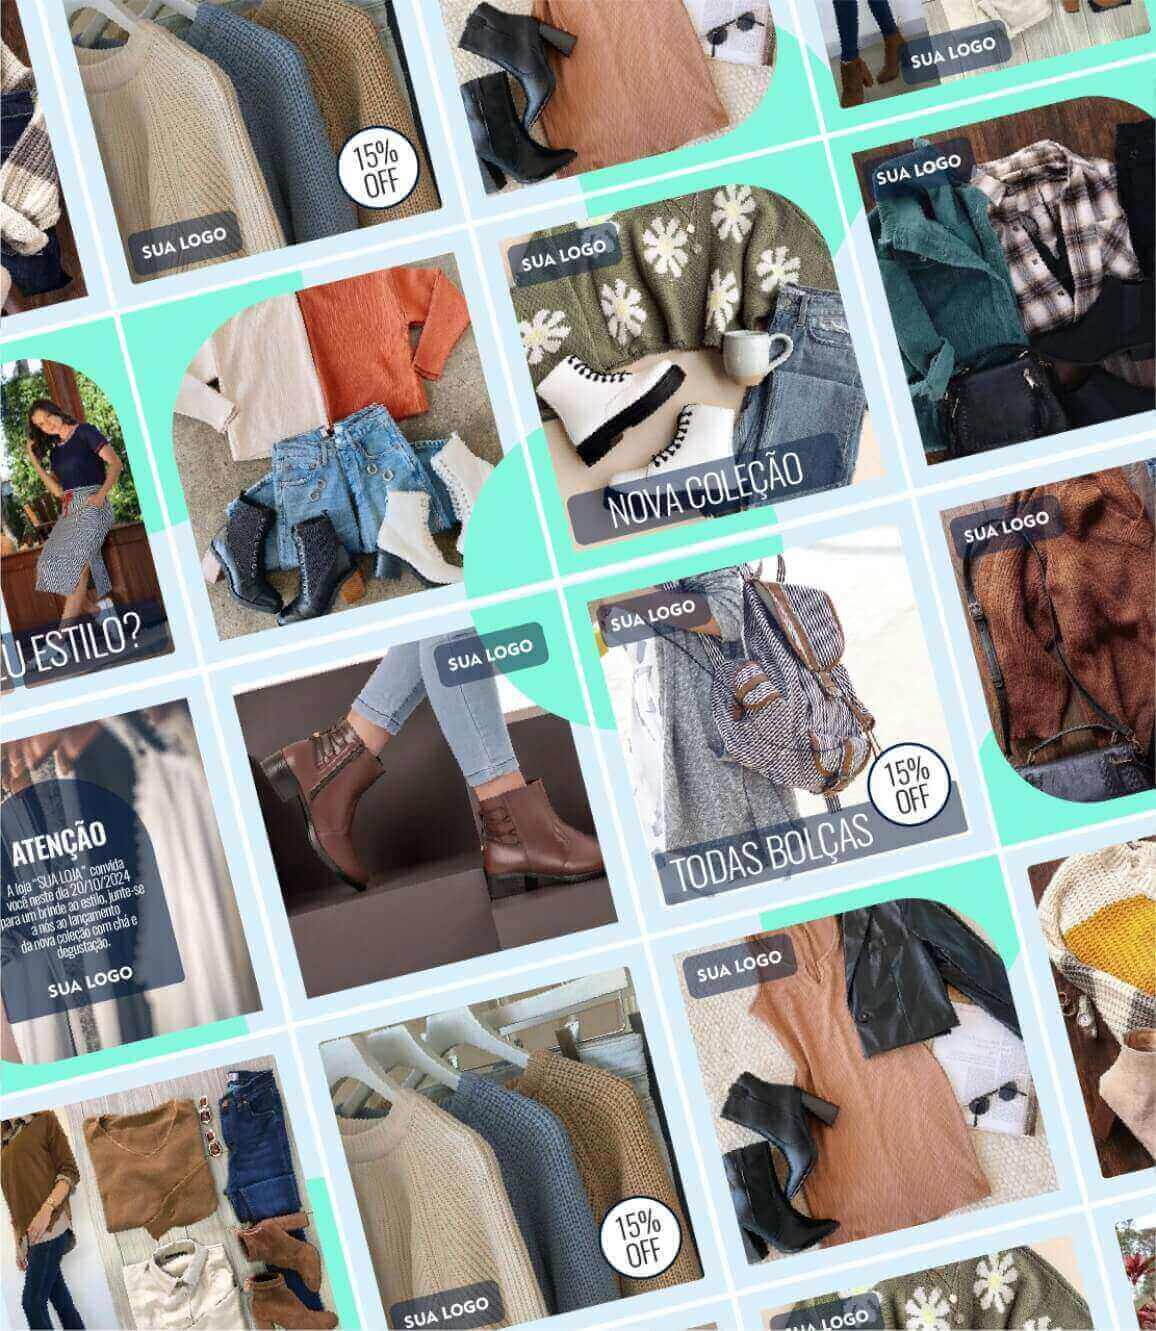 SUA LOGO
15%
OFF
SUA LOGO
SUA LOGO
SUA LOGO
SUA LOGO
NOVA COLEÇÃO
SUA LOGO
U ESTILO?
SUA LOGO
SUA LOGO
15%
OFF
TODAS BOLÇAS
ATENÇÃO
A loja "SUA LOJA" convida
você neste dia 20/10/2024
para um brinde ao estilo. Junte-se
a nós ao lançamento
da nova coleção com chá e
degustação.
SUA LOGO
SUA LOGO
15%
OFF
SUA LOGO
SUA LOGO